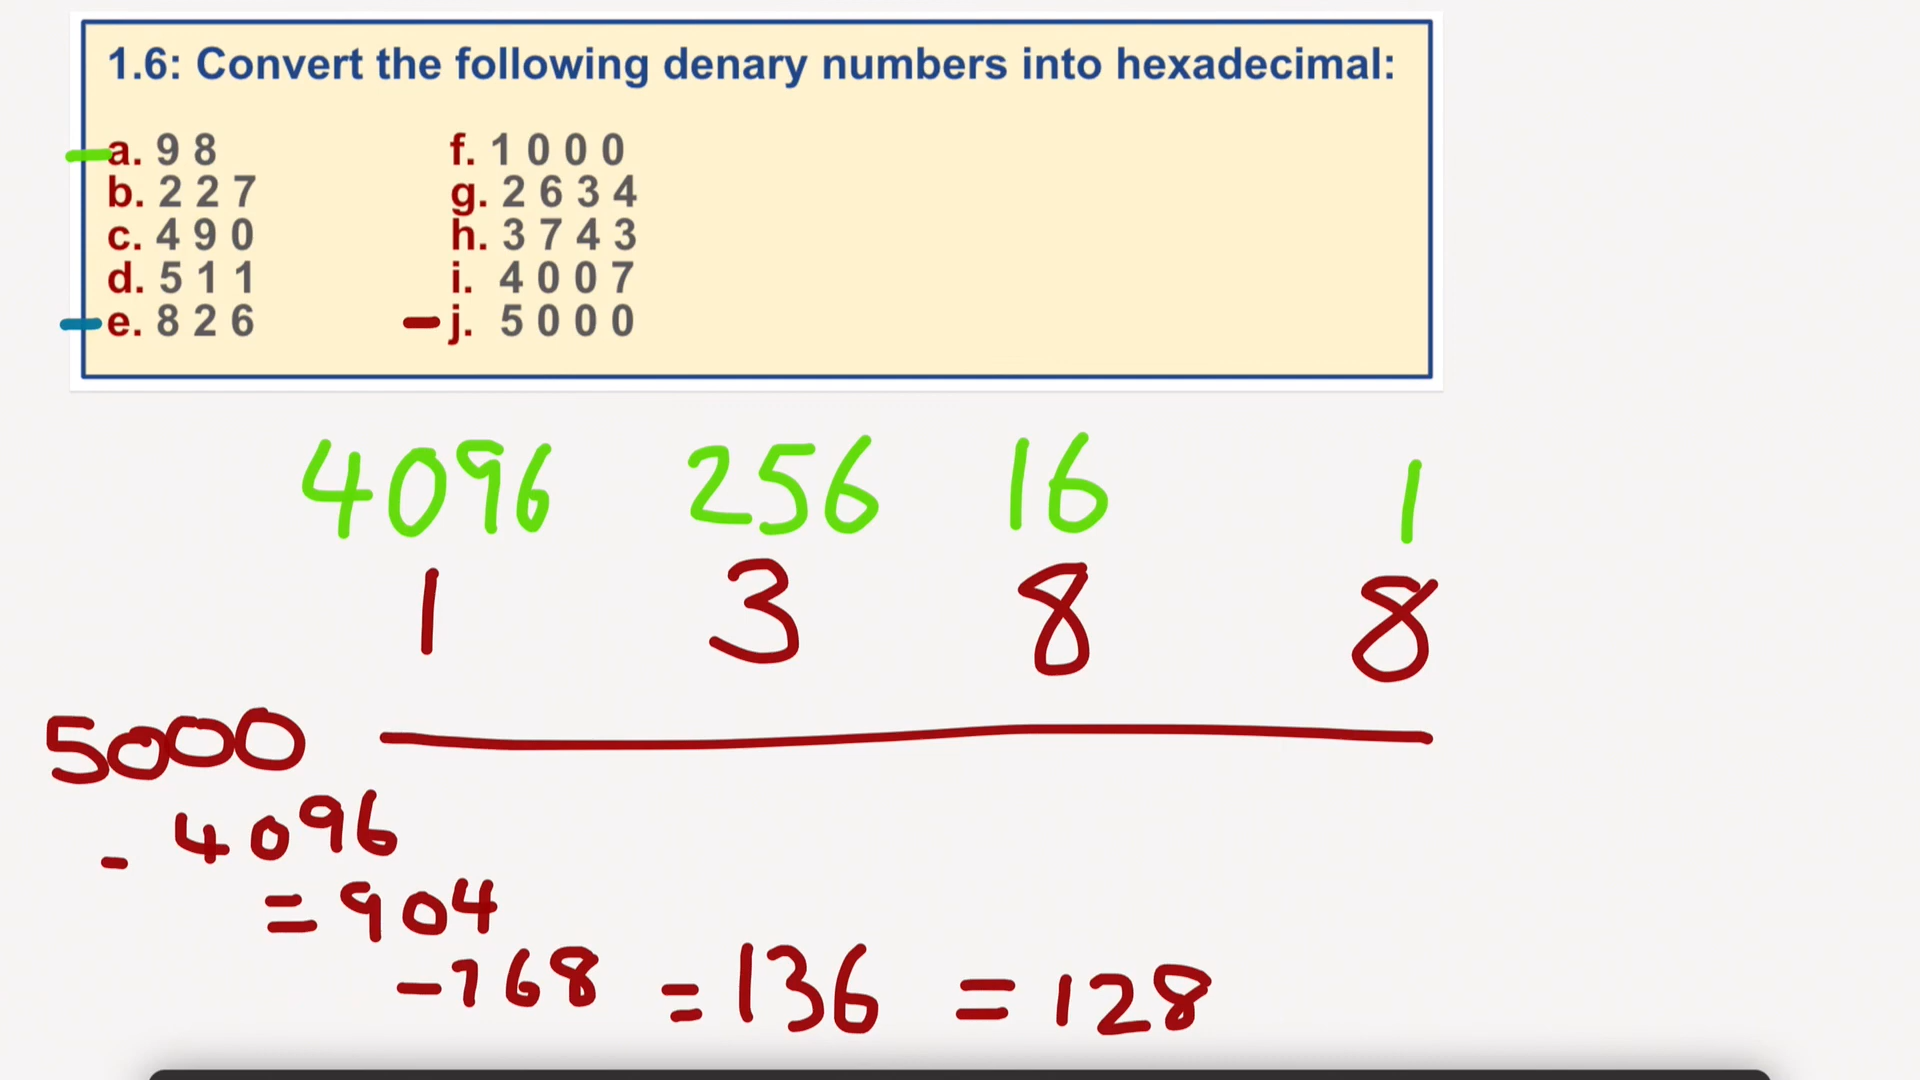 1.6: Convert the following denary numbers into hexadecimal:
a. 9 8
b. 2 2 7
c. 4 9 0
d. 5 1 1
e. 8 2 6
f. 1 0 0 0
g. 2 6 3 4
h. 3 7 4 3
i. 4 0 0 7
j. 5 0 0 0
4096 256 16 1
1 3 8 8
5000
- 4096
= 904
- 768 = 136 = 128